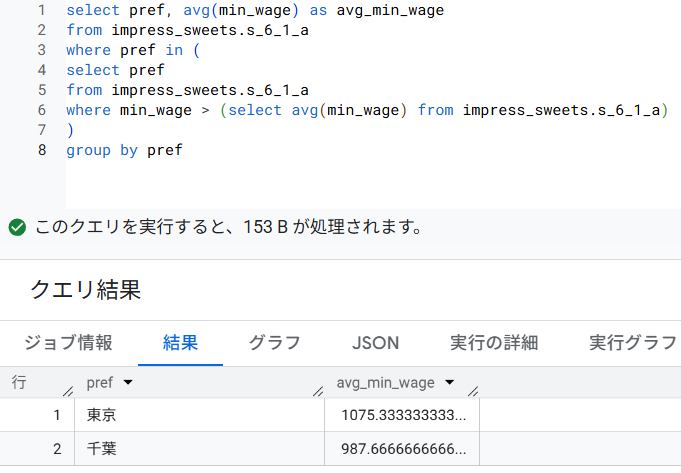 1 select pref, avg(min_wage) as avg_min_wage
2 from impress_sweets.s_6_1_a
3 where pref in (
4 select pref
5 from impress_sweets.s_6_1_a
6 where min_wage > (select avg(min_wage) from impress_sweets.s_6_1_a)
7 )
8 group by pref
このクエリを実行すると、153 B が処理されます。
クエリ結果
ジョブ情報 結果 グラフ JSON 実行の詳細 実行グラフ
行 pref avg_min_wage
1 東京 1075.333333333...
2 千葉 987.6666666666...